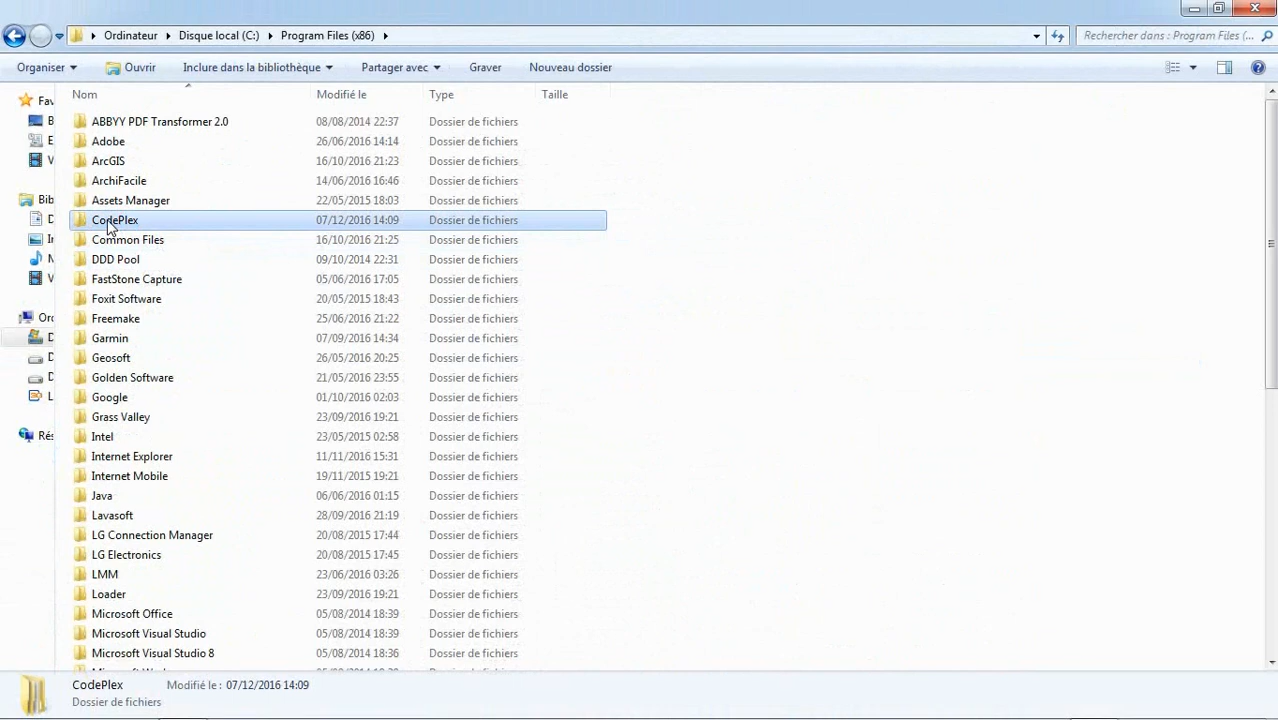 Ordinateur Disque local (C:) Program Files (x86) Rechercher dans : Program Files (...
Organiser Ouvrir Inclure dans la bibliothèque Partager avec Graver Nouveau dossier
Nom Modifié le Type Taille
Fav
ABBYY PDF Transformer 2.0 08/08/2014 22:37 Dossier de fichiers
Adobe 26/06/2016 14:14 Dossier de fichiers
ArcGIS 16/10/2016 21:23 Dossier de fichiers
ArchiFacile 14/06/2016 16:46 Dossier de fichiers
Bib Assets Manager 22/05/2015 18:03 Dossier de fichiers
CodePlex 07/12/2016 14:09 Dossier de fichiers
Common Files 16/10/2016 21:25 Dossier de fichiers
DDD Pool 09/10/2014 22:31 Dossier de fichiers
FastStone Capture 05/06/2016 17:05 Dossier de fichiers
Foxit Software 20/05/2015 18:43 Dossier de fichiers
Ord Freemake 25/06/2016 21:22 Dossier de fichiers
Garmin 07/09/2016 14:34 Dossier de fichiers
Geosoft 26/05/2016 20:25 Dossier de fichiers
Golden Software 21/05/2016 23:55 Dossier de fichiers
Google 01/10/2016 02:03 Dossier de fichiers
Grass Valley 23/09/2016 19:21 Dossier de fichiers
Rés Intel 23/05/2015 02:58 Dossier de fichiers
Internet Explorer 11/11/2016 15:31 Dossier de fichiers
Internet Mobile 19/11/2015 19:21 Dossier de fichiers
Java 06/06/2016 01:15 Dossier de fichiers
Lavasoft 28/09/2016 21:19 Dossier de fichiers
LG Connection Manager 20/08/2015 17:44 Dossier de fichiers
LG Electronics 20/08/2015 17:45 Dossier de fichiers
LMM 23/06/2016 03:26 Dossier de fichiers
Loader 23/09/2016 19:21 Dossier de fichiers
Microsoft Office 05/08/2014 18:39 Dossier de fichiers
Microsoft Visual Studio 05/08/2014 18:39 Dossier de fichiers
Microsoft Visual Studio 8 05/08/2014 18:36 Dossier de fichiers
CodePlex Modifié le : 07/12/2016 14:09
Dossier de fichiers